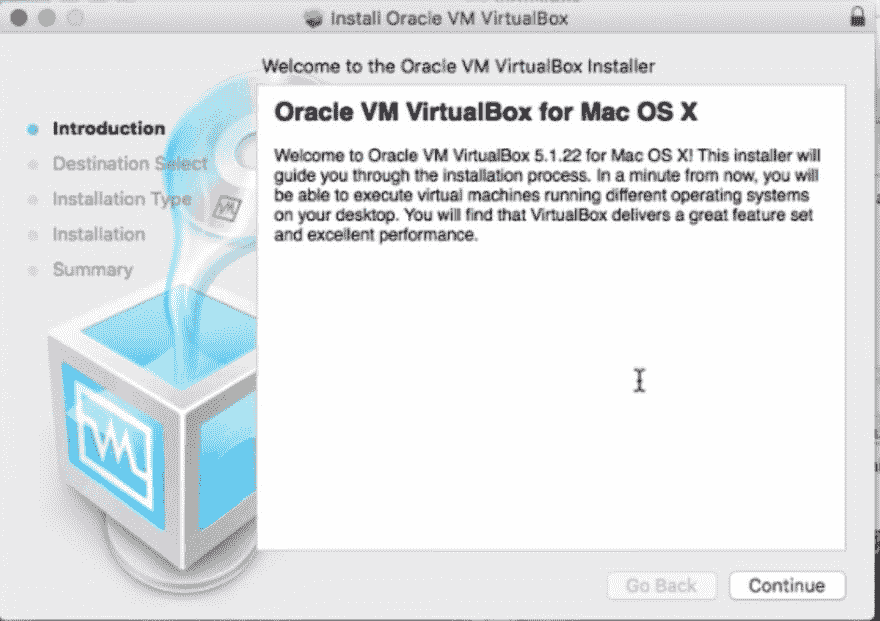 Install Oracle VM VirtualBox
Welcome to the Oracle VM VirtualBox Installer
Introduction
Destination Select
Installation Type
Installation
Summary
Oracle VM VirtualBox for Mac OS X
Welcome to Oracle VM VirtualBox 5.1.22 for Mac OS X! This installer will
guide you through the installation process. In a minute from now, you will
be able to execute virtual machines running different operating systems
on your desktop. You will find that VirtualBox delivers a great feature set
and excellent performance.
Go Back
Continue